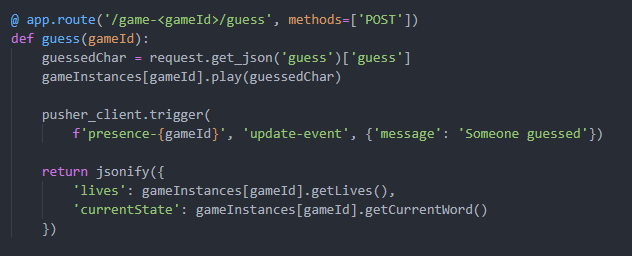 @ app.route('/game-<gameId>/guess', methods=['POST'])
def guess(gameId):
    guessedChar = request.get_json('guess')['guess']
    gameInstances[gameId].play(guessedChar)

    pusher_client.trigger(
        f'presence-{gameId}', 'update-event', {'message': 'Someone guessed'})

    return jsonify({
        'lives': gameInstances[gameId].getLives(),
        'currentState': gameInstances[gameId].getCurrentWord()
    })